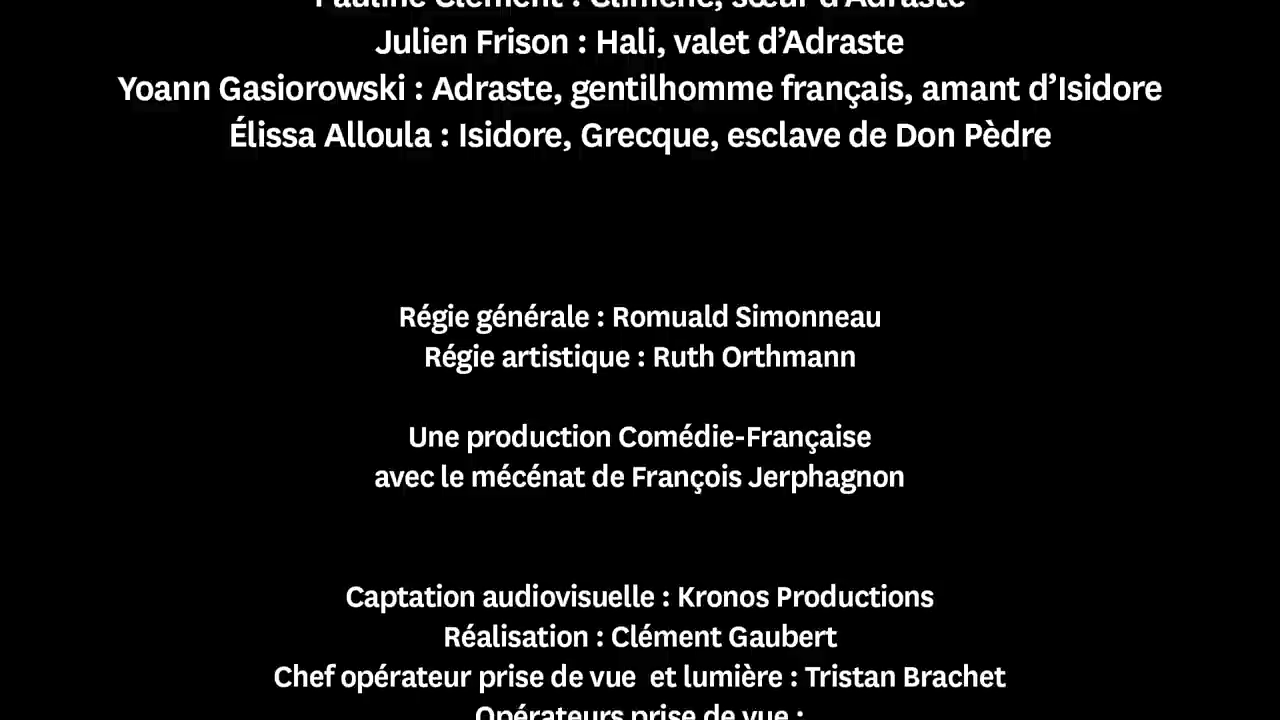 Pauline Clément : Climène, sœur d'Adraste
Julien Frison : Hali, valet d’Adraste
Yoann Gasiorowski : Adraste, gentilhomme français, amant d’Isidore
Élissa Alloula : Isidore, Grecque, esclave de Don Pèdre
Régie générale : Romuald Simonneau
Régie artistique : Ruth Orthmann
Une production Comédie-Française
avec le mécénat de François Jerphagnon
Captation audiovisuelle : Kronos Productions
Réalisation : Clément Gaubert
Chef opérateur prise de vue et lumière : Tristan Brachet
Opérateurs prise de vue :